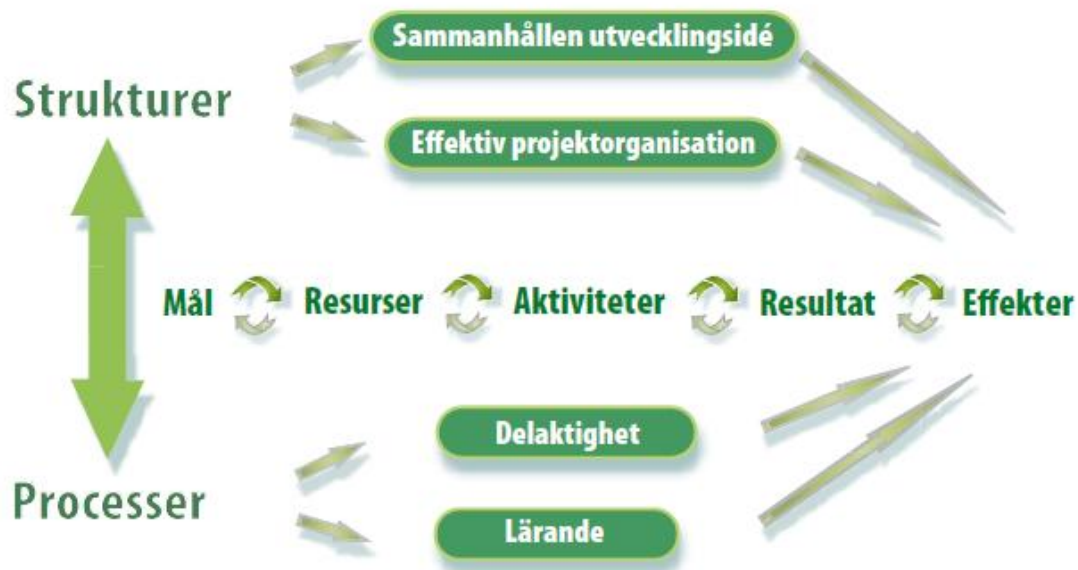 Sammanhållen utvecklingsidé
Strukturer
Effektiv projektorganisation
Mål Resurser Aktiviteter Resultat Effekter
Delaktighet
Processer
Lärande